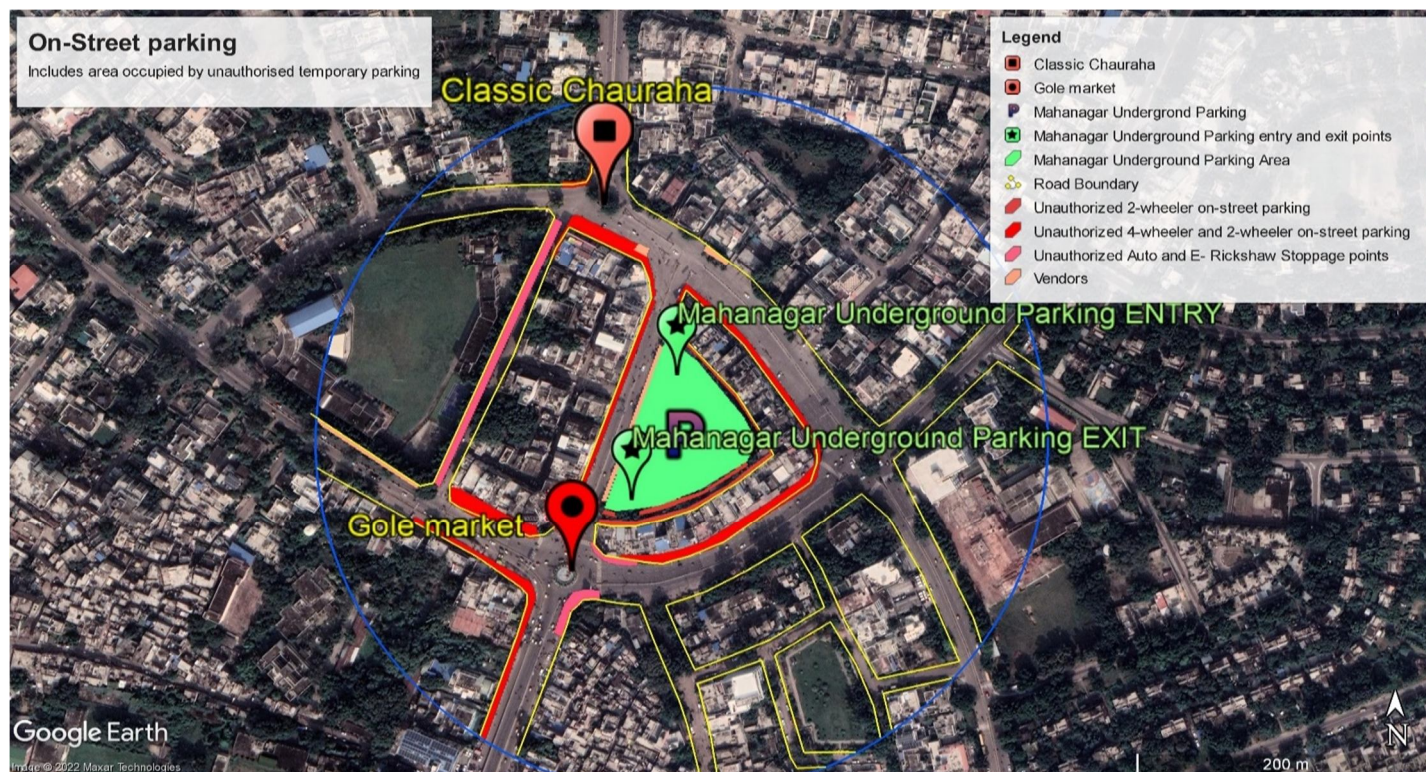 On-Street parking
Includes area occupied by unauthorised temporary parking
Legend
Classic Chauraha
Gole market
Mahanagar Undergrond Parking
Mahanagar Underground Parking entry and exit points
Mahanagar Underground Parking Area
Road Boundary
Unauthorized 2-wheeler on-street parking
Unauthorized 4-wheeler and 2-wheeler on-street parking
Unauthorized Auto and E- Rickshaw Stoppage points
Vendors
Classic Chauraha
Mahanagar Underground Parking ENTRY
P
Mahanagar Underground Parking EXIT
Gole market
Google Earth
Image © 2022 Maxar Technologies
N
200 m